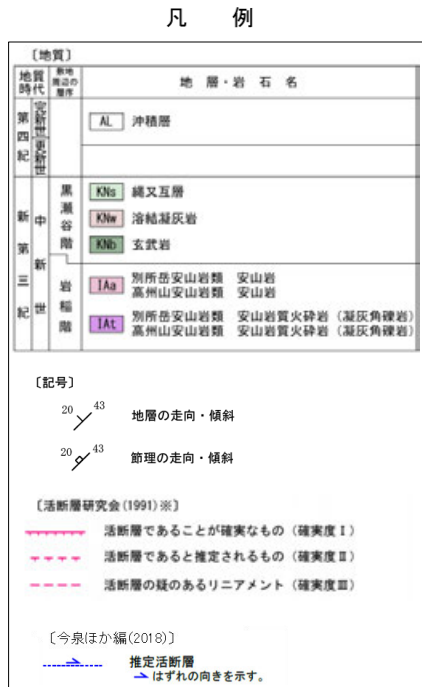 凡 例
〔地質〕
地質時代 敷地周辺の層序 地 層・岩 石 名
第四紀 完新世 AL 沖積層
更新世
新第三紀 中新世 黒瀬谷階 KNs 縄又互層
KNw 溶結凝灰岩
KNb 玄武岩
岩稲階 IAa 別所岳安山岩類 安山岩
高州山安山岩類 安山岩
IAt 別所岳安山岩類 安山岩質火砕岩（凝灰角礫岩）
高州山安山岩類 安山岩質火砕岩（凝灰角礫岩）
〔記号〕
20 43 地層の走向・傾斜
20 43 節理の走向・傾斜
〔活断層研究会(1991)※〕
活断層であることが確実なもの（確実度Ⅰ）
活断層であると推定されるもの（確実度Ⅱ）
活断層の疑のあるリニアメント（確実度Ⅲ）
〔今泉ほか編(2018)〕
推定活断層
はずれの向きを示す。